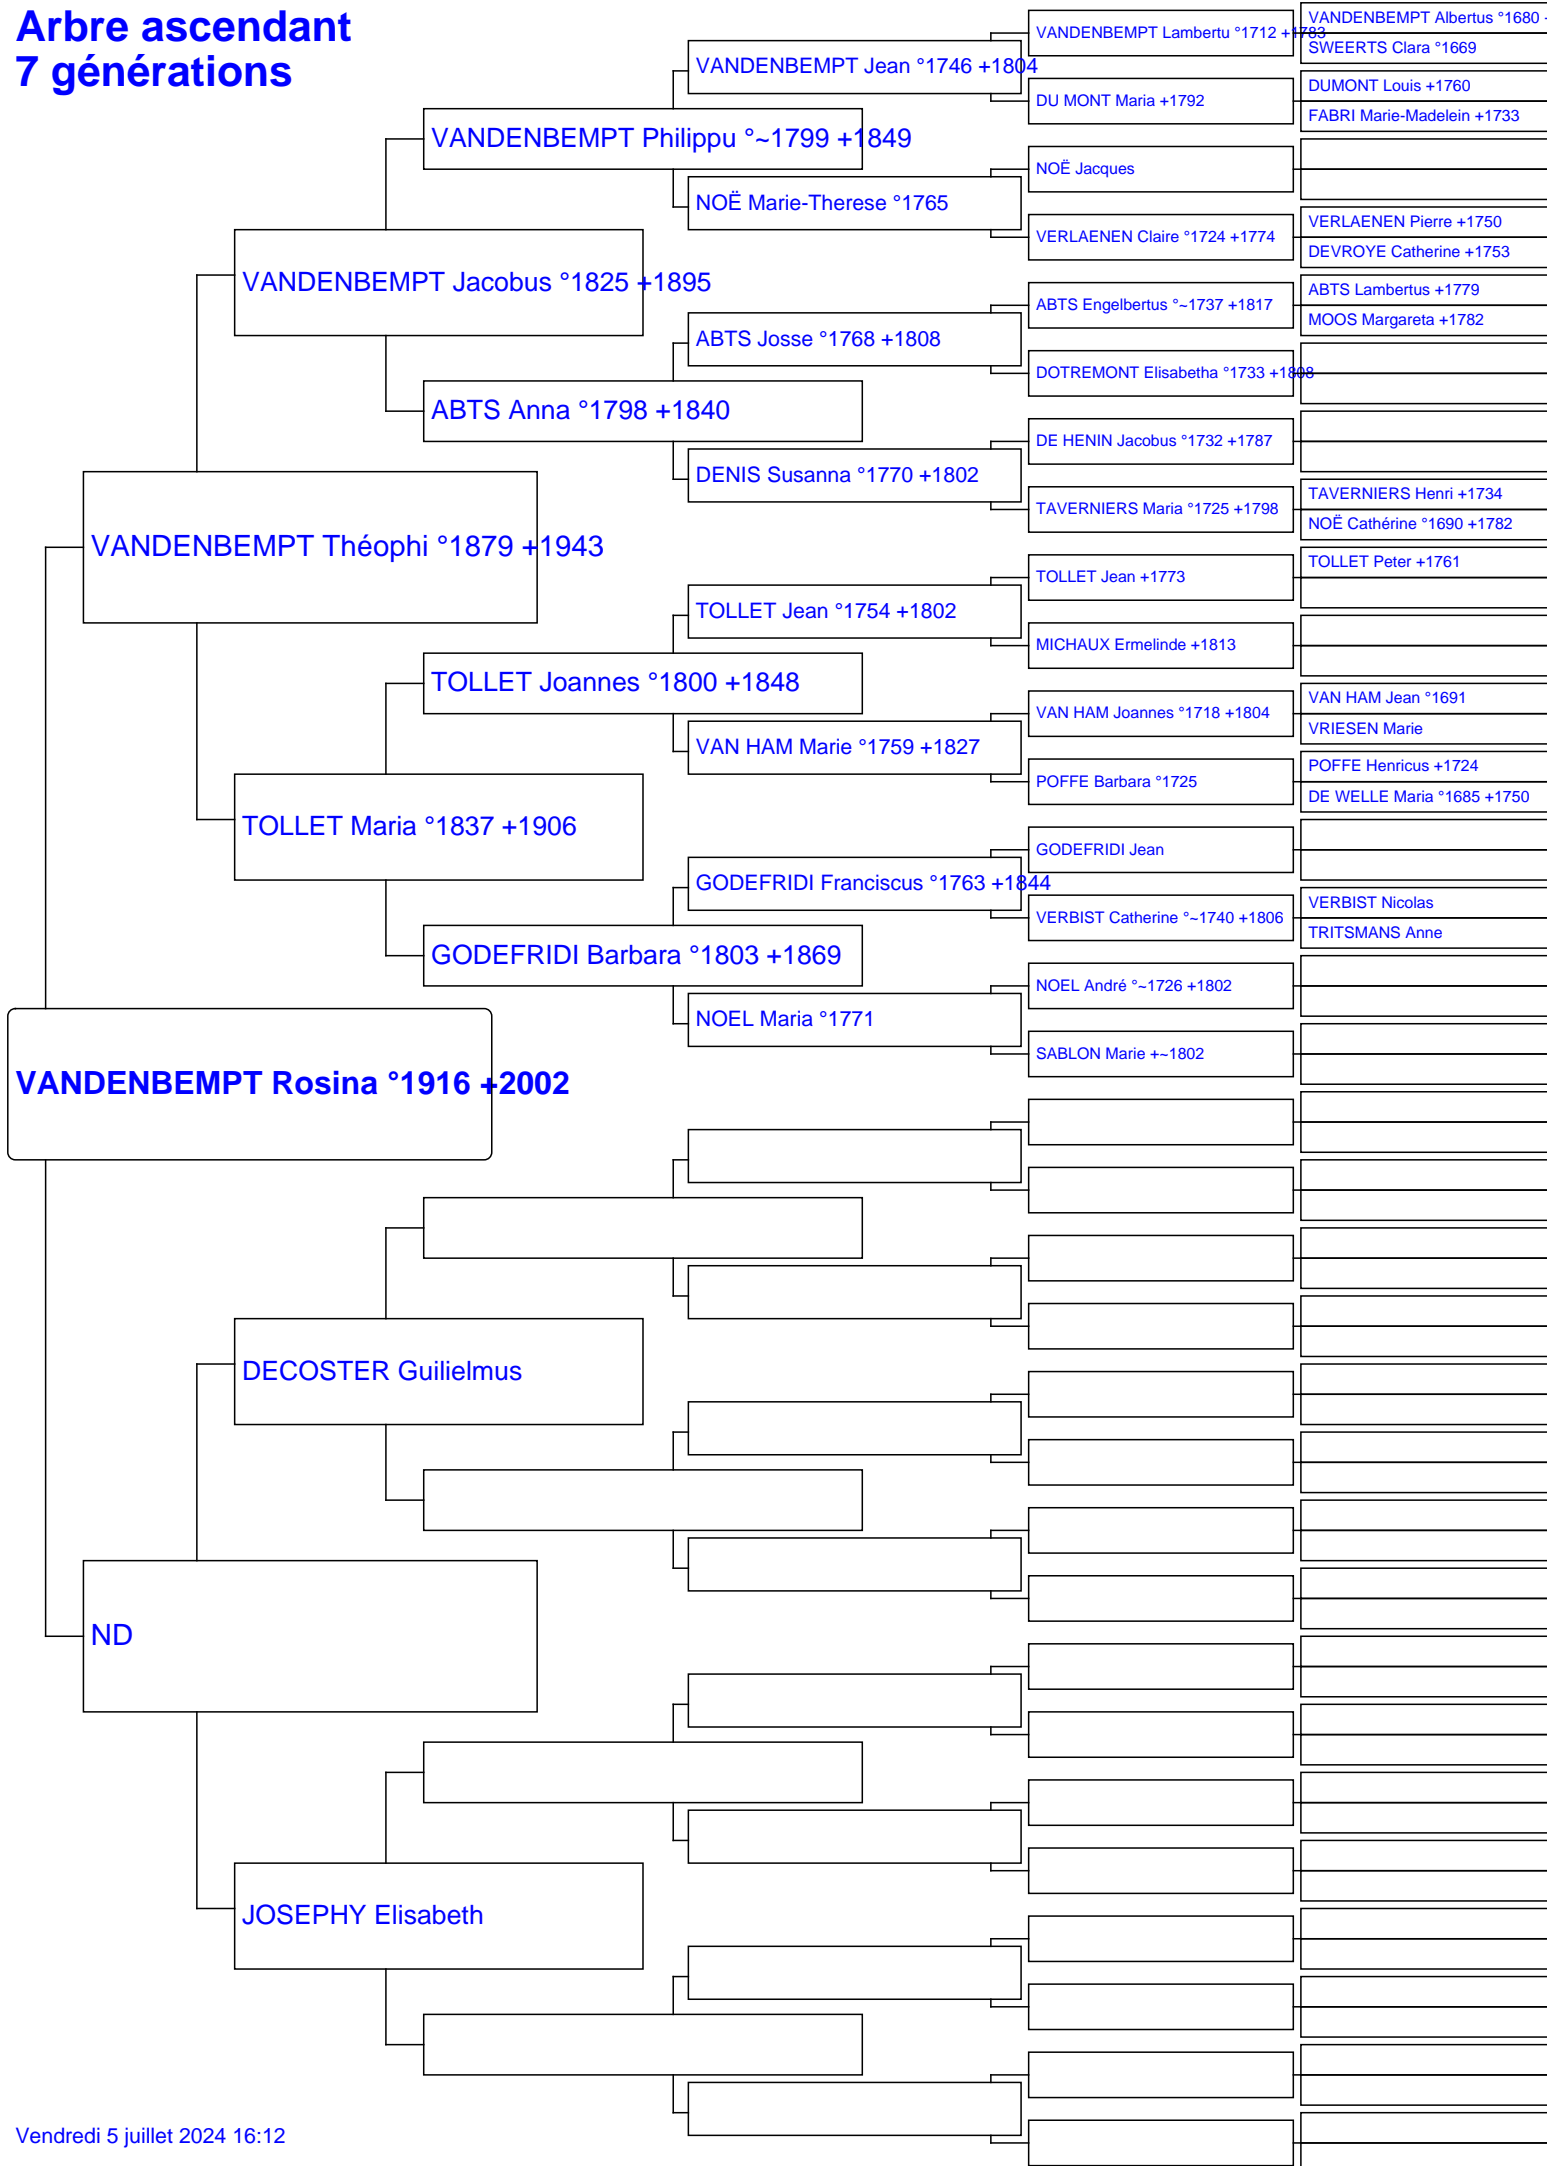 Arbre ascendant
7 générations
VANDENBEMPT Rosina °1916 +2002
VANDENBEMPT Théophi °1879 +1943
ND
VANDENBEMPT Jacobus °1825 +1895
TOLLET Maria °1837 +1906
DECOSTER Guilielmus
JOSEPHY Elisabeth
VANDENBEMPT Philippu °~1799 +1849
ABTS Anna °1798 +1840
TOLLET Joannes °1800 +1848
GODEFRIDI Barbara °1803 +1869
VANDENBEMPT Jean °1746 +1804
NOË Marie-Therese °1765
ABTS Josse °1768 +1808
DENIS Susanna °1770 +1802
TOLLET Jean °1754 +1802
VAN HAM Marie °1759 +1827
GODEFRIDI Franciscus °1763 +1844
NOEL Maria °1771
VANDENBEMPT Lambertu °1712 +1783
DU MONT Maria +1792
NOË Jacques
VERLAENEN Claire °1724 +1774
ABTS Engelbertus °~1737 +1817
DOTREMONT Elisabetha °1733 +1808
DE HENIN Jacobus °1732 +1787
TAVERNIERS Maria °1725 +1798
TOLLET Jean +1773
MICHAUX Ermelinde +1813
VAN HAM Joannes °1718 +1804
POFFE Barbara °1725
GODEFRIDI Jean
VERBIST Catherine °~1740 +1806
NOEL André °~1726 +1802
SABLON Marie +~1802
VANDENBEMPT Albertus °1680 -
SWEERTS Clara °1669
DUMONT Louis +1760
FABRI Marie-Madelein +1733
VERLAENEN Pierre +1750
DEVROYE Catherine +1753
ABTS Lambertus +1779
MOOS Margareta +1782
TAVERNIERS Henri +1734
NOË Cathérine °1690 +1782
TOLLET Peter +1761
VAN HAM Jean °1691
VRIESEN Marie
POFFE Henricus +1724
DE WELLE Maria °1685 +1750
VERBIST Nicolas
TRITSMANS Anne
Vendredi 5 juillet 2024 16:12